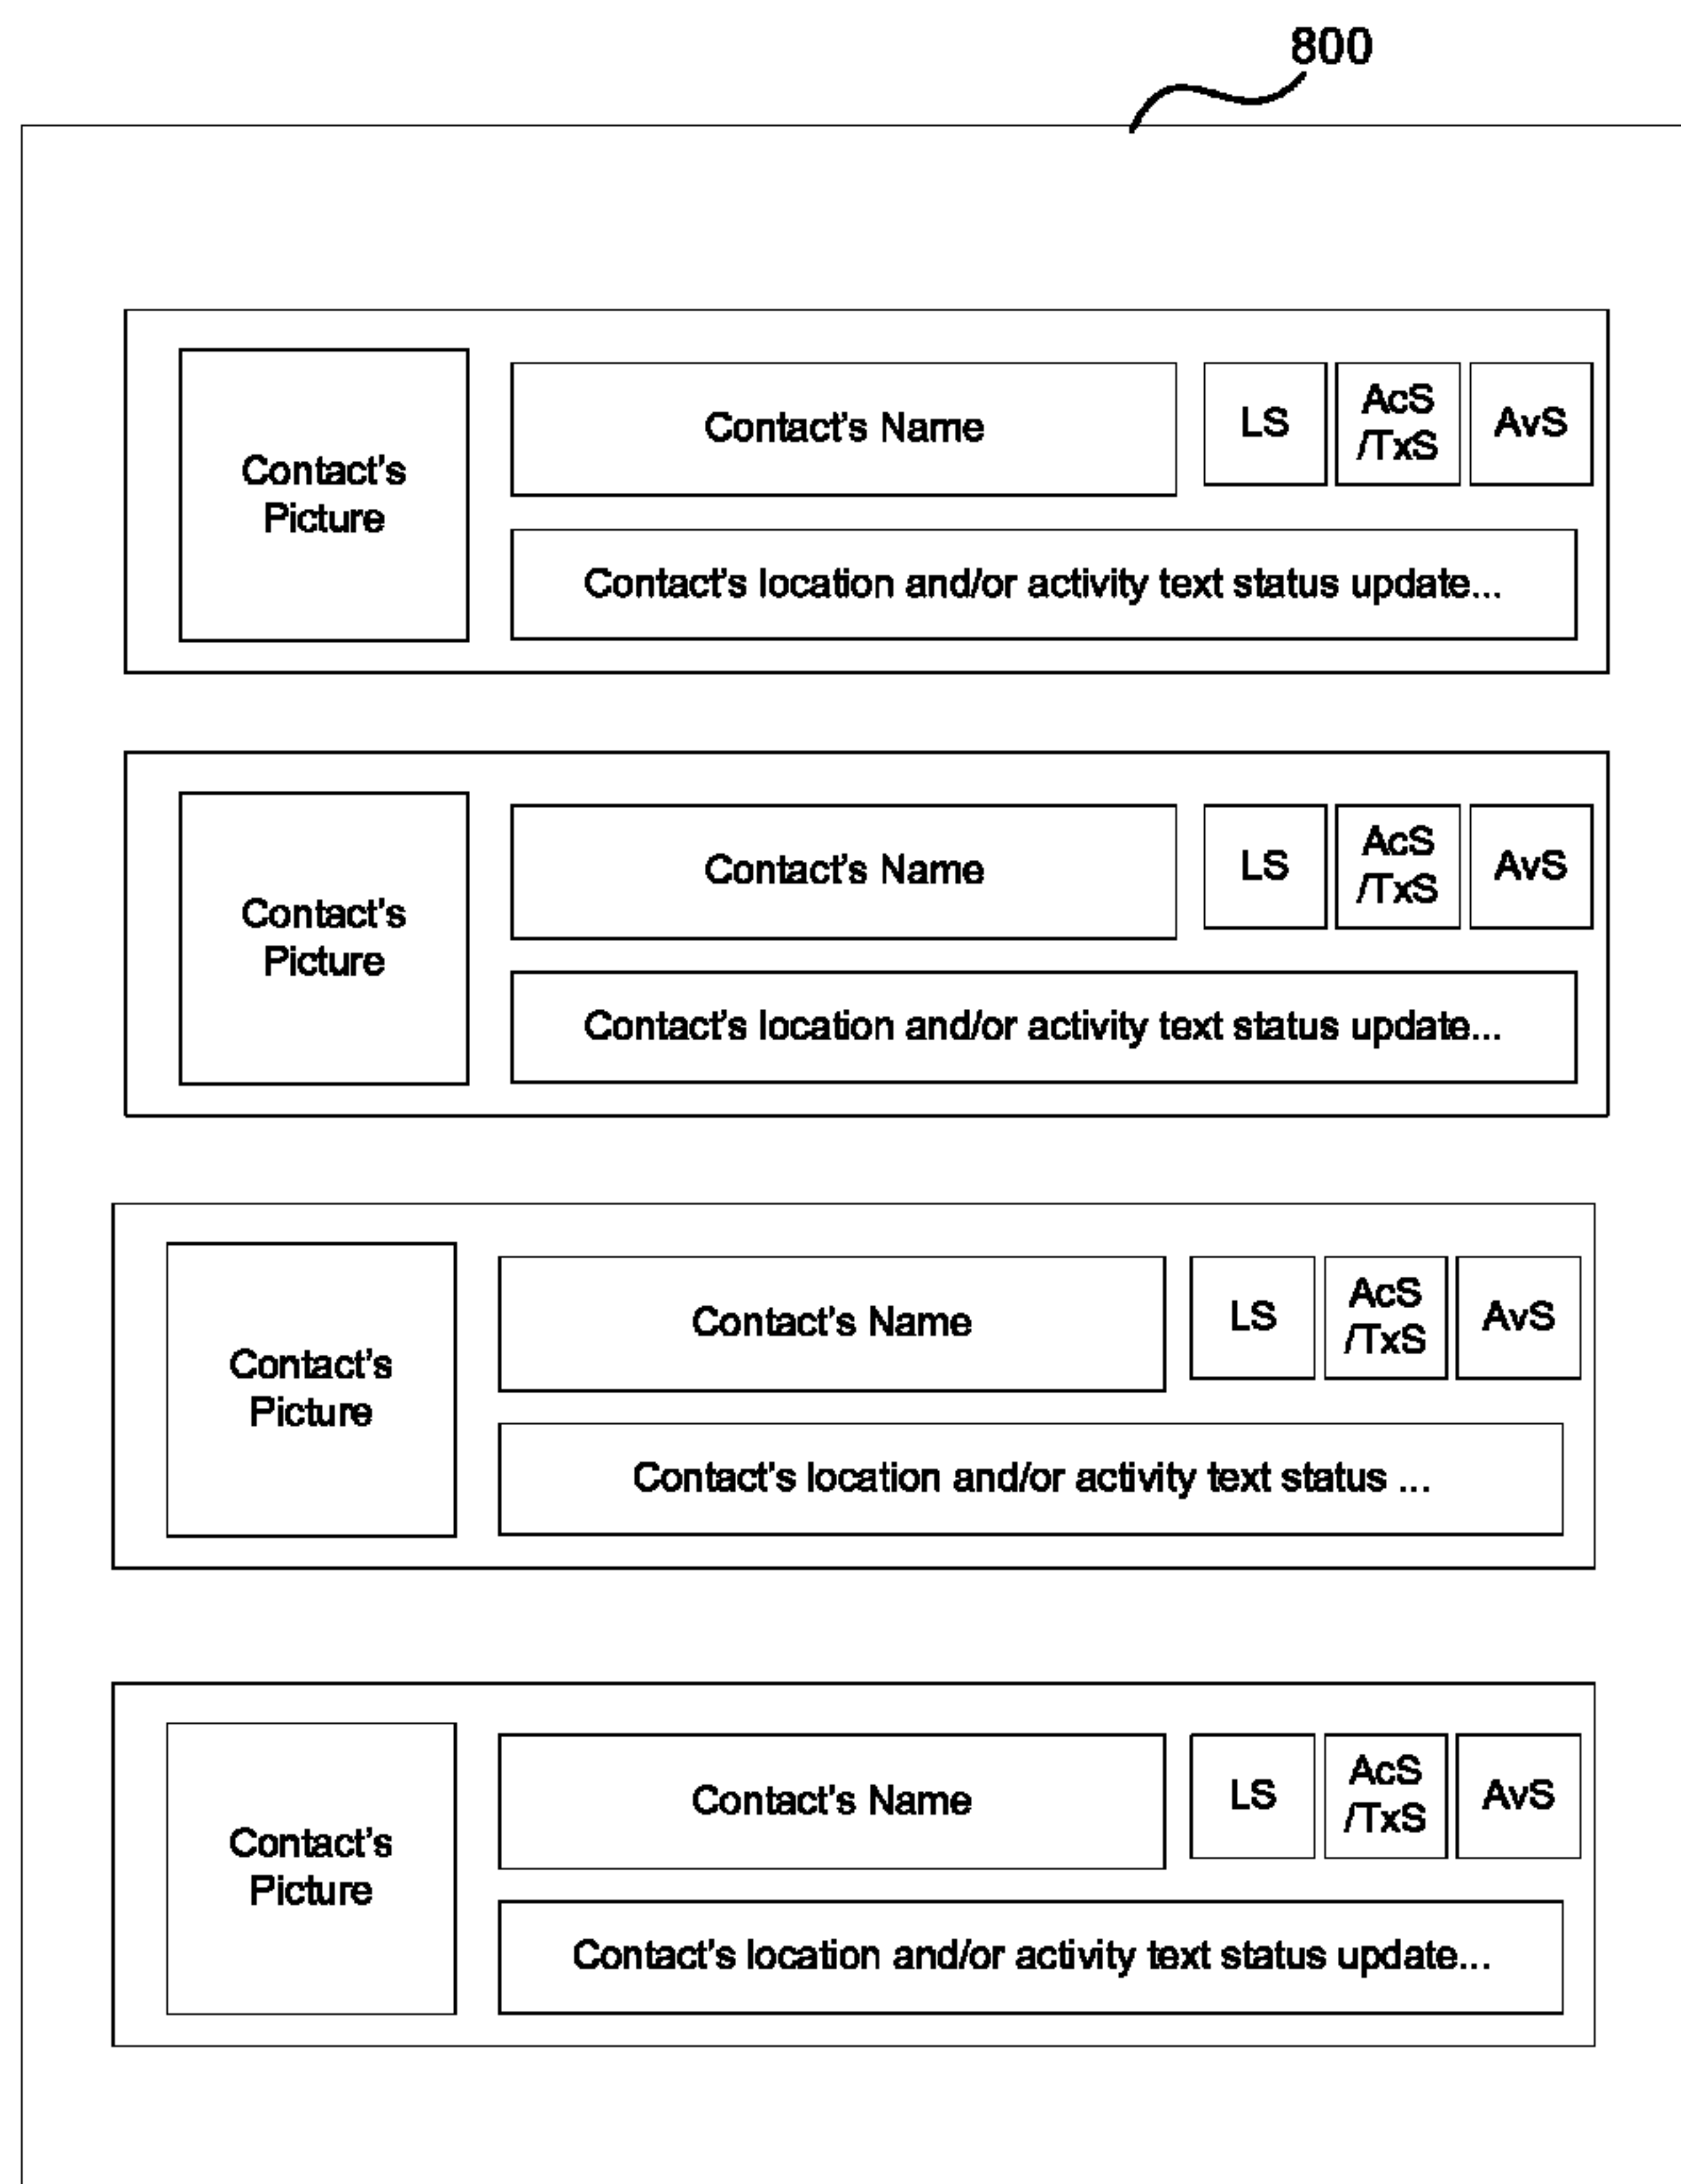 800
Contact's
Picture
Contact's Name
LS
AcS
/TxS
AvS
Contact's location and/or activity text status update...
Contact's
Picture
Contact's Name
LS
AcS
/TxS
AvS
Contact's location and/or activity text status update...
Contact's
Picture
Contact's Name
LS
AcS
/TxS
AvS
Contact's location and/or activity text status ...
Contact's
Picture
Contact's Name
LS
AcS
/TxS
AvS
Contact's location and/or activity text status update...